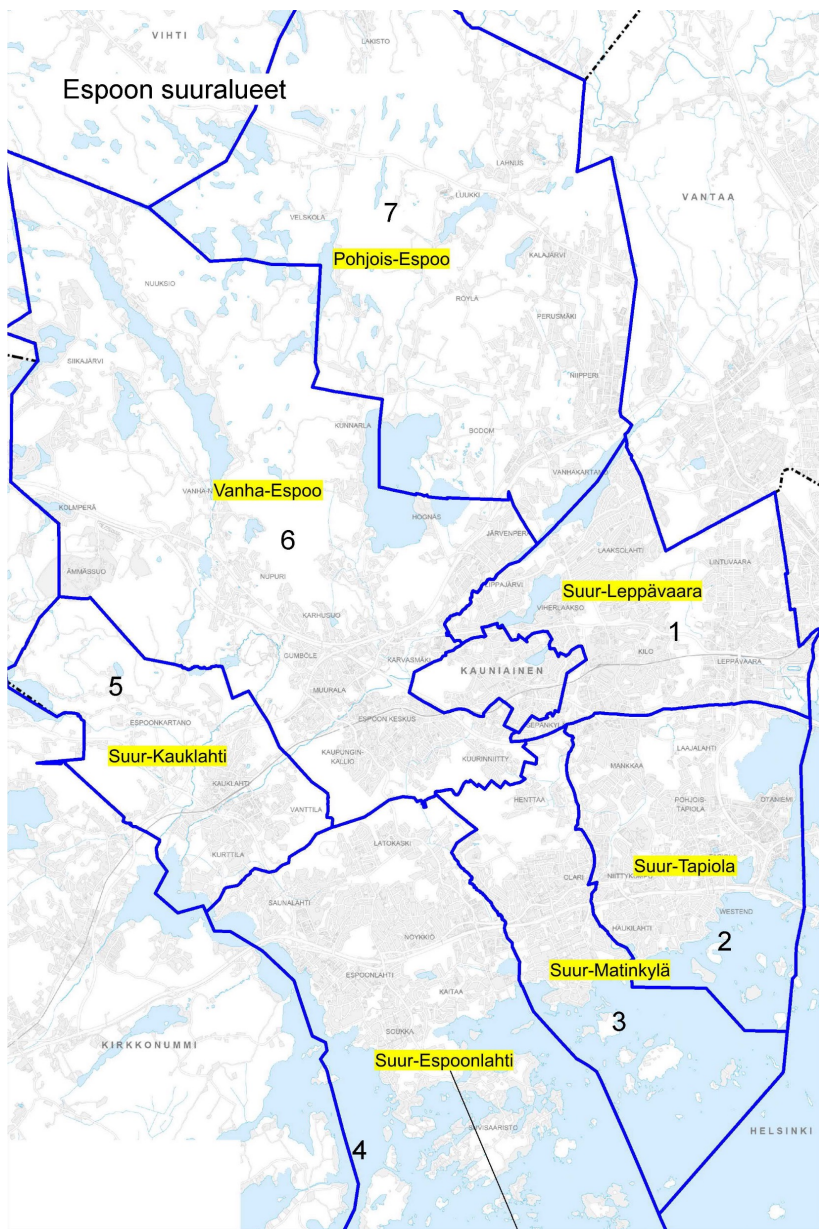 VIHTI
LAKISTO
Espoon suuralueet
LAHNUS
LUUKKI
VANTAA
7
VELSKOLA
Pohjois-Espoo
KALAJÄRVI
NUUKSIO
RÖYLÄ
PERUSMÄKI
SIIKAJÄRVI
NIIPPERI
KUNNARLA
BODOM
VANHAKARTANO
Vanha-Espoo
KOLMPERÄ
HÖGNÄS
JÄRVENPERÄ
6
LAAKSOLAHTI
LINTUVAARA
ÄMMÄSSUO
NUPURI
Suur-Leppävaara
VIHERLAAKSO
KARHUSUO
1
GUMBÖLE
KARVASMÄKI
KILO
KAUNIAINEN
LEPPÄVAARA
5
MUURALA
ESPOONKARTANO
ESPOON KESKUS
SEPÄNKYLÄ
Suur-Kauklahti
KAUPUNGIN-
KALLIO
KUURINNIITTY
MANKKAA
LAAJALAHTI
KAUKLAHTI
HENTTAA
POHJOIS-
TAPIOLA
OTANIEMI
VANTTILA
LATOKASKI
KURTTILA
Suur-Tapiola
OLARI
SAUNALAHTI
WESTEND
HAUKILAHTI
NÖYKKIÖ
2
Suur-Matinkylä
ESPOONLAHTI
KAITAA
3
SOUKKA
KIRKKONUMMI
Suur-Espoonlahti
SUVISAARISTO
HELSINKI
4